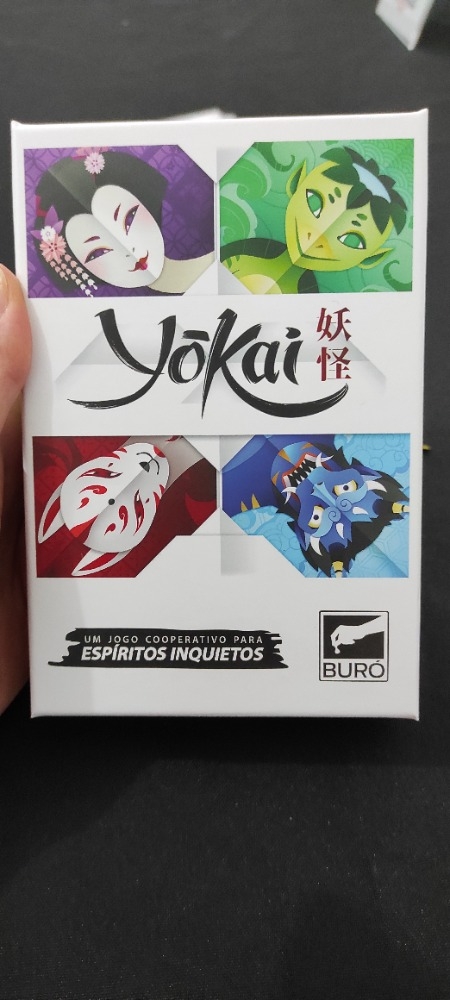 Yōkai
妖怪
UM JOGO COOPERATIVO PARA
ESPÍRITOS INQUIETOS
BURÓ